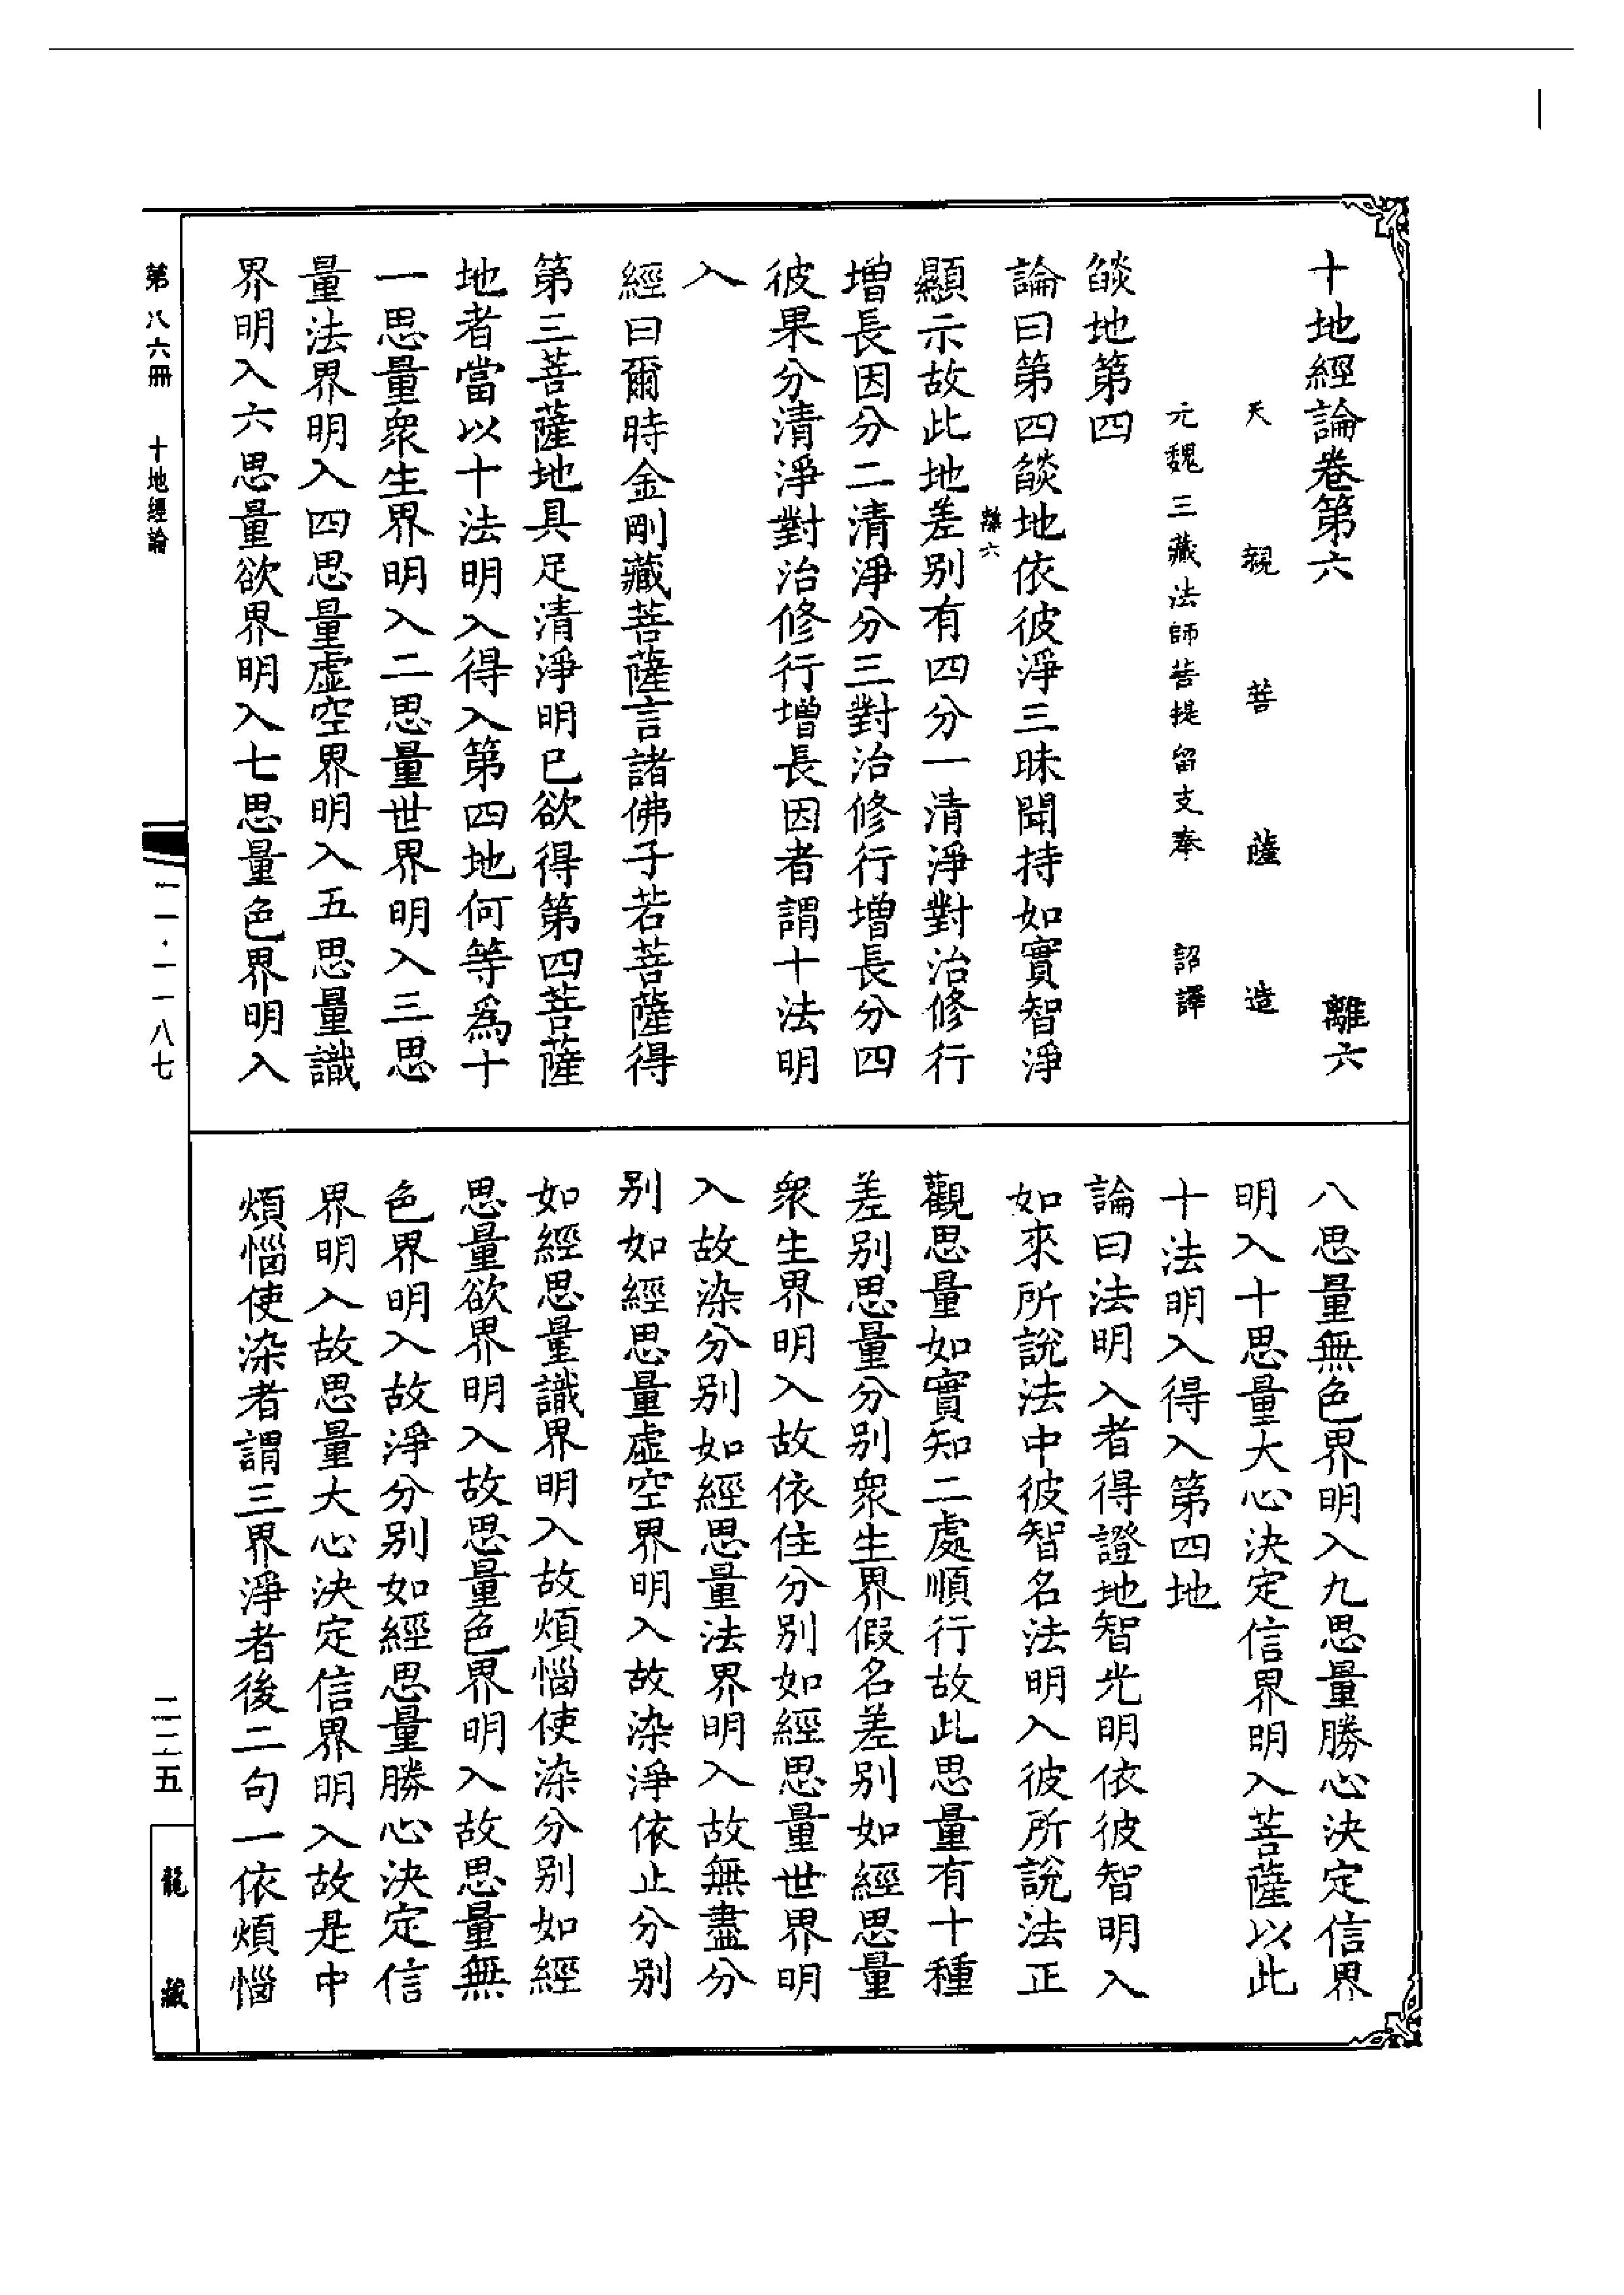 十地經論卷第六　離六
天親菩薩造
元魏三藏法師菩提留支奉詔譯
燄地第四
論曰第四燄地依彼淨三昧聞持如實智淨
離六
顯示故此地差別有四分一清淨對治修行
增長因分二清淨分三對治修行增長分四
彼果分清淨對治修行增長因者謂十法明
入
經曰爾時金剛藏菩薩言諸佛子若菩薩得
第三菩薩地具足清淨明已欲得第四菩薩
地者當以十法明入得入第四地何等爲十
一思量衆生界明入二思量世界明入三思
量法界明入四思量虛空界明入五思量識
界明入六思量欲界明入七思量色界明入
八思量無色界明入九思量勝心決定信界
明入十思量大心決定信界明入菩薩以此
十法明入得入第四地
論曰法明入者得證地智光明依彼智明入
如來所說法中彼智名法明入彼所說法正
觀思量如實知二處順行故此思量有十種
差別思量分別衆生界假名差別如經思量
衆生界明入故依住分別如經思量世界明
入故染分別如經思量法界明入故無盡分
別如經思量虛空界明入故染淨依止分別
如經思量識界明入故煩惱使染分別如經
思量欲界明入故思量色界明入故思量無
色界明入故淨分別如經思量勝心決定信
界明入故思量大心決定信界明入故是中
煩惱使染者謂三界淨者後二句一依煩惱
第八六冊　十地經論
一一·一一八七
二二五
龍藏